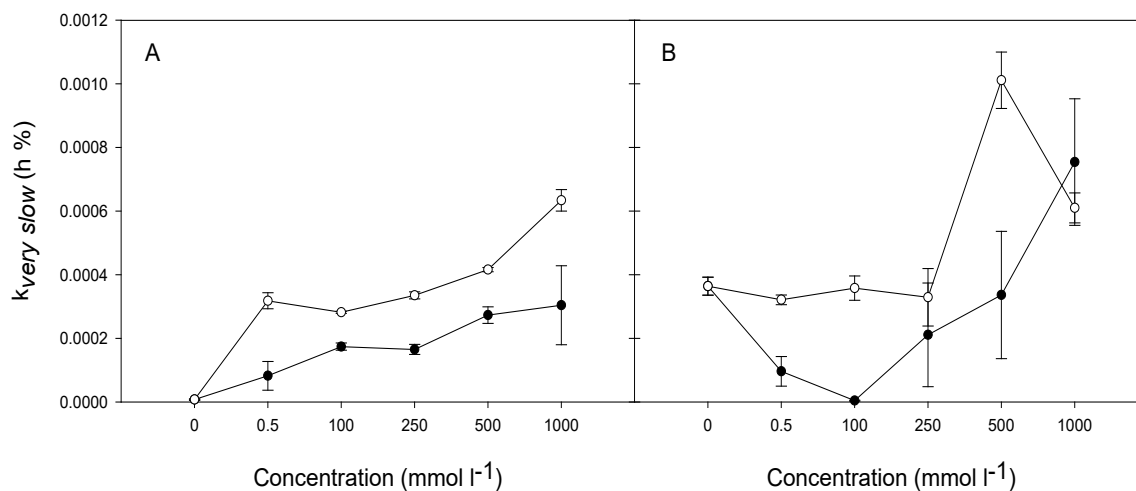 A
B
0.0012
0.0010
0.0008
0.0006
0.0004
0.0002
0.0000
kvery slow (h %)
0 0.5 100 250 500 1000
0 0.5 100 250 500 1000
Concentration (mmol l-1)
Concentration (mmol l-1)